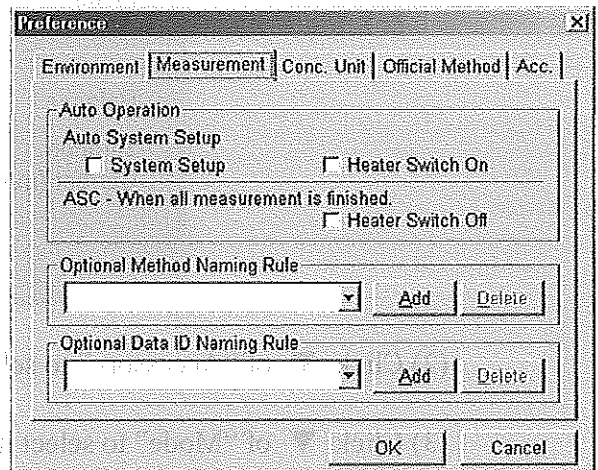 Preference
Environment Measurement Conc. Unit Official Method Acc.
Auto Operation
Auto System Setup
System Setup Heater Switch On
ASC - When all measurement is finished.
Heater Switch Off
Optional Method Naming Rule
Add Delete
Optional Data ID Naming Rule
Add Delete
OK Cancel